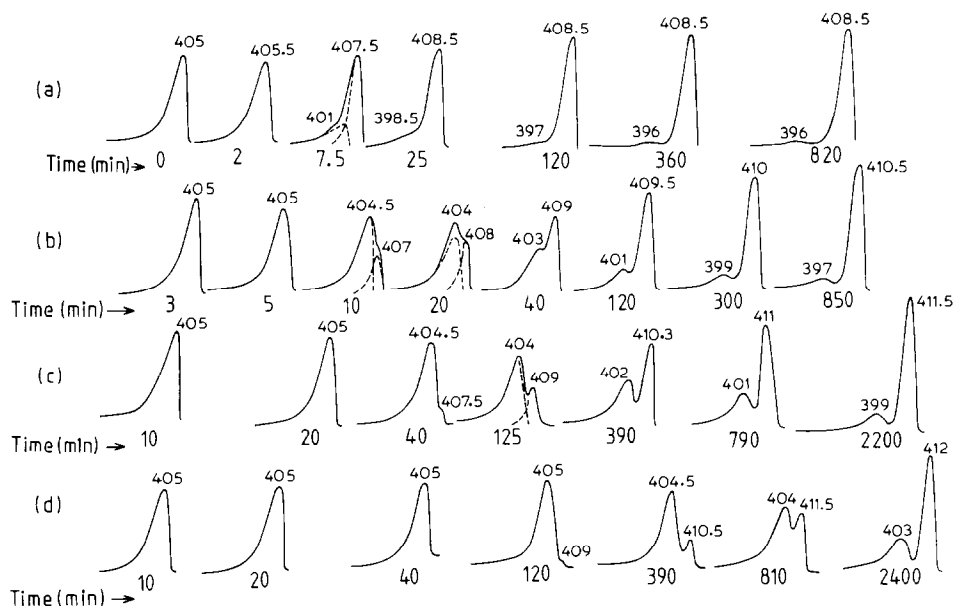 405 405.5 407.5 408.5 408.5 408.5 408.5
(a)
401 398.5 397 396 396
Time (min) → 0 2 7.5 25 120 360 820
405 405 404.5 404 409 409.5 410 410.5
(b)
407 408 403 401 399 397
Time (min) → 3 5 10 20 40 120 300 850
405 405 404.5 404 409 410.3 411 411.5
(c)
407.5 402 401 399
Time (min) → 10 20 40 125 390 790 2200
405 405 405 405 404.5 404 411.5 412
(d)
409 410.5 403
10 20 40 120 390 810 2400
Time (min) →